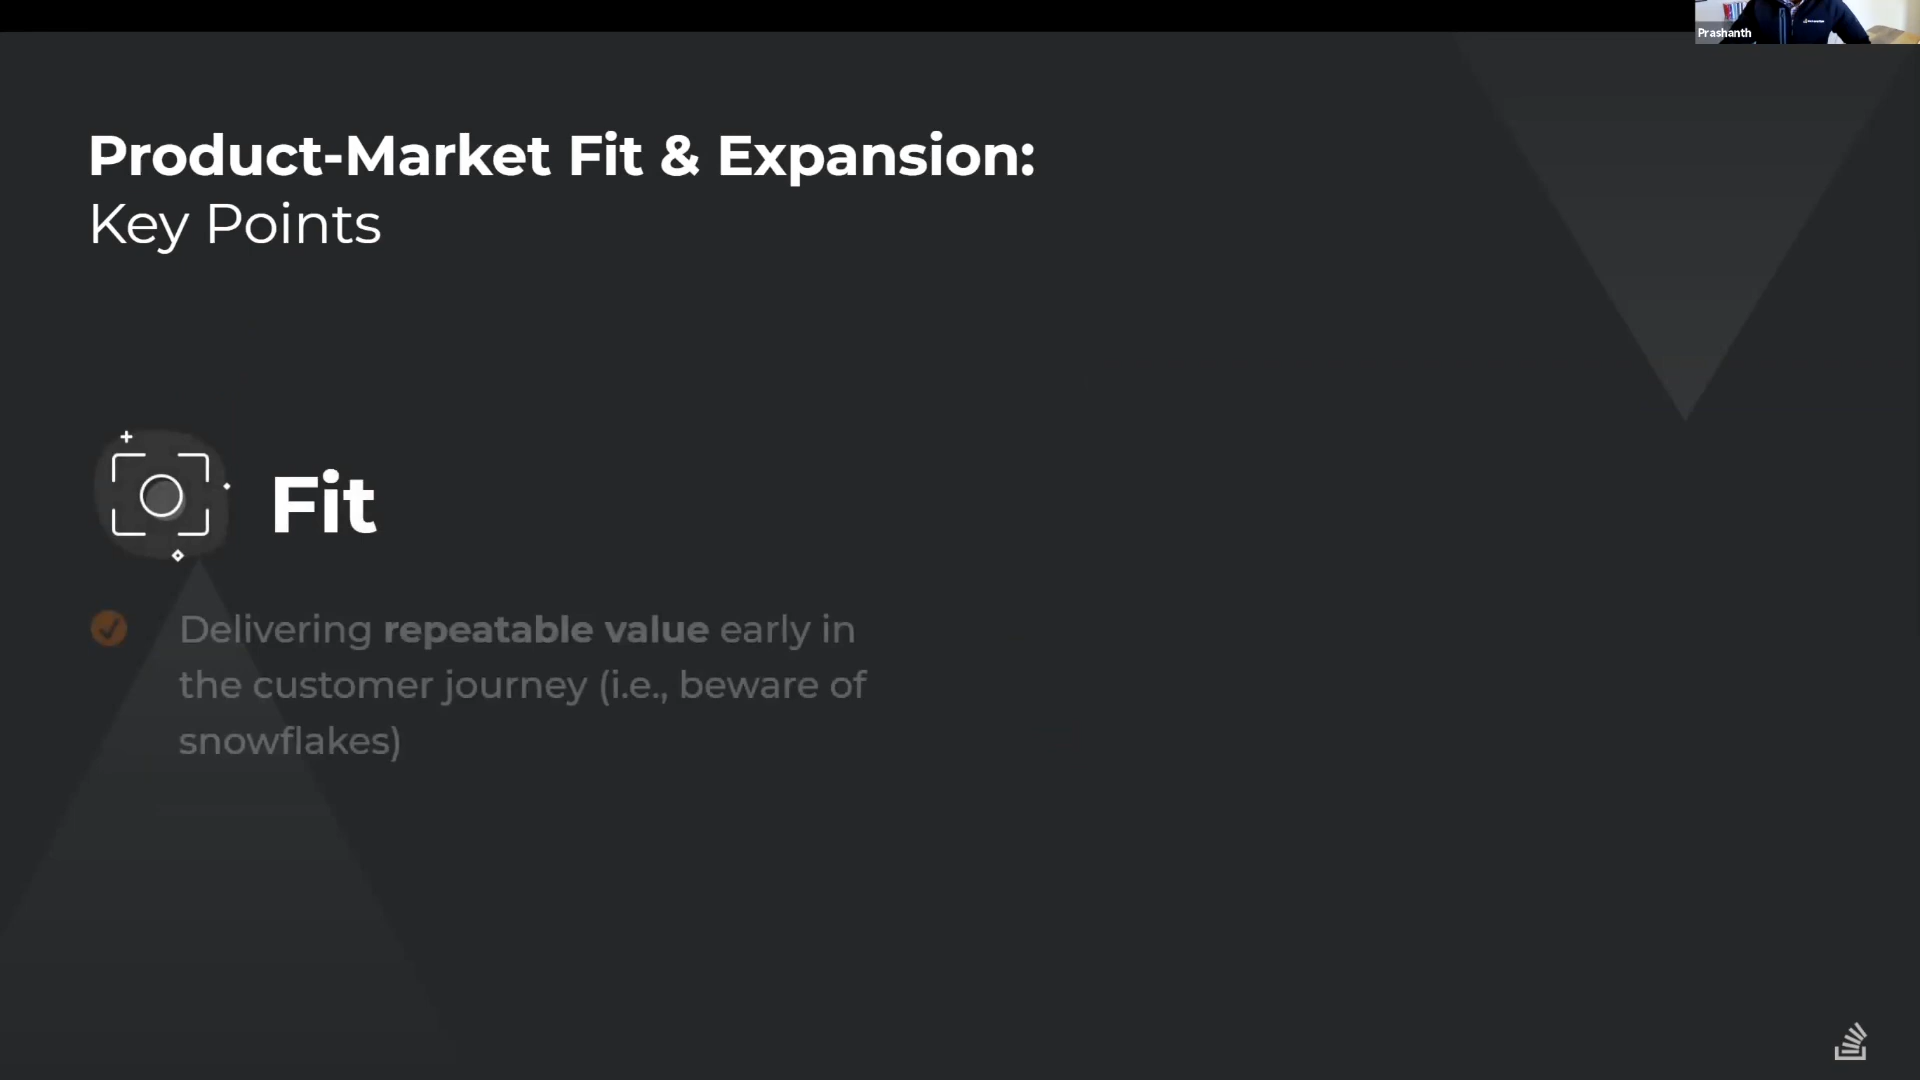 Prashanth
Product-Market Fit & Expansion:
Key Points
Fit
Delivering repeatable value early in
the customer journey (i.e., beware of
snowflakes)